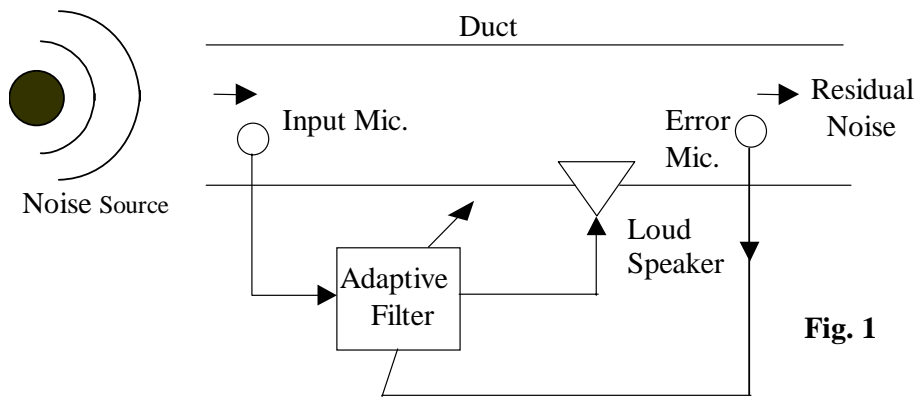 Duct
Input Mic.
Error
Mic.
Residual
Noise
Noise Source
Loud
Speaker
Adaptive
Filter
Fig. 1